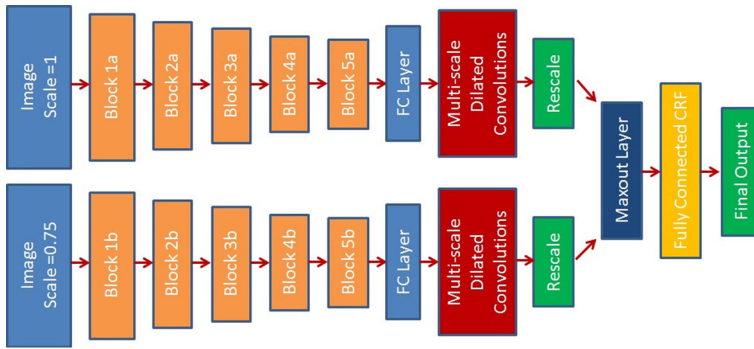 Image
Scale =1
Block 1a
Block 2a
Block 3a
Block 4a
Block 5a
FC Layer
Multi-scale
Dilated
Convolutions
Rescale
Image
Scale =0.75
Block 1b
Block 2b
Block 3b
Block 4b
Block 5b
FC Layer
Multi-scale
Dilated
Convolutions
Rescale
Maxout Layer
Fully Connected CRF
Final Output